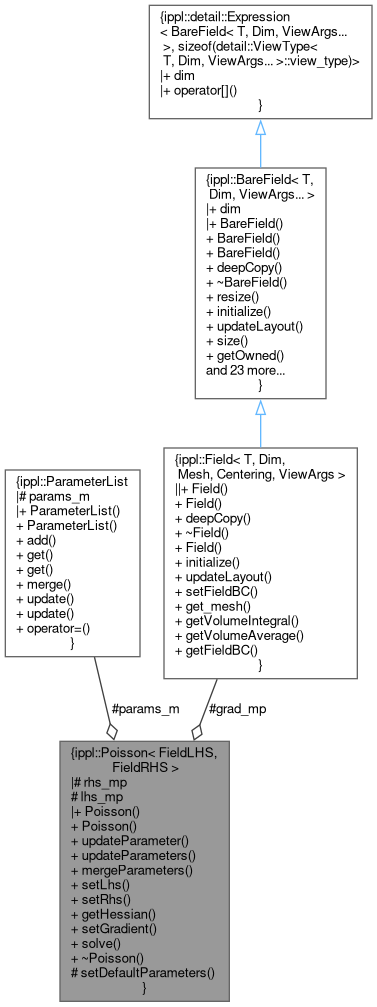 {ippl::detail::Expression
< BareField< T, Dim, ViewArgs...
 >, sizeof(detail::ViewType<
 T, Dim, ViewArgs... >::view_type)>
|+ dim
|+ operator[]()
}
{ippl::BareField< T,
 Dim, ViewArgs... >
|+ dim
|+ BareField()
+ BareField()
+ BareField()
+ deepCopy()
+ ~BareField()
+ resize()
+ initialize()
+ updateLayout()
+ size()
+ getOwned()
and 23 more...
}
{ippl::ParameterList
|# params_m
|+ ParameterList()
+ ParameterList()
+ add()
+ get()
+ get()
+ merge()
+ update()
+ update()
+ operator=()
}
{ippl::Field< T, Dim,
 Mesh, Centering, ViewArgs >
||+ Field()
+ Field()
+ deepCopy()
+ ~Field()
+ Field()
+ initialize()
+ updateLayout()
+ setFieldBC()
+ get_mesh()
+ getVolumeIntegral()
+ getVolumeAverage()
+ getFieldBC()
}
#params_m
#grad_mp
{ippl::Poisson< FieldLHS,
 FieldRHS >
|# rhs_mp
# lhs_mp
|+ Poisson()
+ Poisson()
+ updateParameter()
+ updateParameters()
+ mergeParameters()
+ setLhs()
+ setRhs()
+ getHessian()
+ setGradient()
+ solve()
+ ~Poisson()
# setDefaultParameters()
}